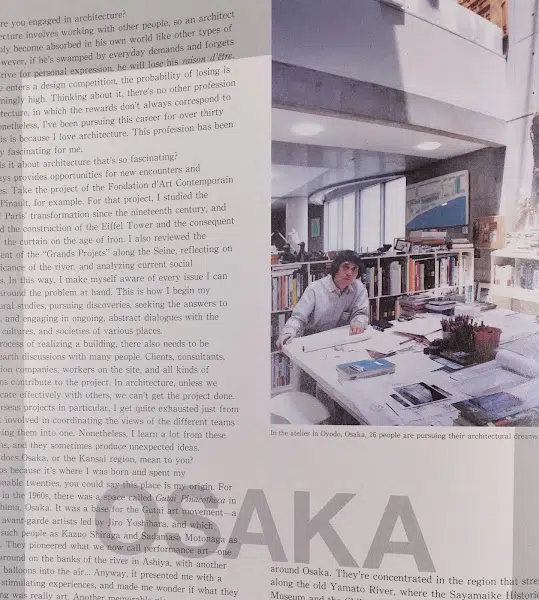 re you engaged in architecture?
ecture involves working with other people, so an architect
bly become absorbed in his own world like other types of
wever, if he's swamped by everyday demands and forgets
rive for personal expression, he will lose his raison d'être.
e enters a design competition, the probability of losing is
mingly high. Thinking about it, there's no other profession
tecture, in which the rewards don't always correspond to
onetheless, I've been pursuing this career for over thirty
is is because I love architecture. This profession has been
y fascinating for me.
is it about architecture that's so fascinating?
ays provides opportunities for new encounters and
es. Take the project of the Fondation d'Art Contemporain
Pinault, for example. For that project, I studied the
f Paris' transformation since the nineteenth century, and
d the construction of the Eiffel Tower and the consequent
f the curtain on the age of iron. I also reviewed the
ent of the "Grands Projets" along the Seine, reflecting on
icance of the river, and analyzing current social
s. In this way, I make myself aware of every issue I can
around the problem at hand. This is how I begin my
ural studies, pursuing discoveries, seeking the answers to
, and engaging in ongoing, abstract dialogues with the
cultures, and societies of various places.
rocess of realizing a building, there also needs to be
earth discussions with many people. Clients, consultants,
ion companies, workers on the site, and all kinds of
ns contribute to the project. In architecture, unless we
care effectively with others, we can't get the project done.
rseas projects in particular, I get quite exhausted just from
t involved in coordinating the views of the different teams
ing them into one. Nonetheless. I learn a lot from these
ns, and they sometimes produce unexpected ideas.
does Osaka, or the Kansai region, mean to you?
ps because it's where I was born and spent my
onable twenties, you could say this place is my origin. For
in the 1960s, there was a space called Gutai Pinacotheca in
shima, Osaka. It was a base for the Gutai art movement—a
avant-garde artists led by Jiro Yoshihara, and which
such people as Kazuo Shiraga and Sadamasa Motonaga as
. They pioneered what we now call performance art—one
around on the banks of the river in Ashiya, with another
balloons into the air... Anyway, it presented me with a
stimulating experiences, and made me wonder if what they
ng was really art. Another memorable
In the atelier in Oyodo, Osaka, 26 people are pursuing their architectural dreams.
OSAKA
around Osaka. They're concentrated in the region that stre
along the old Yamato River, where the Sayamaike Histori
Museum and the